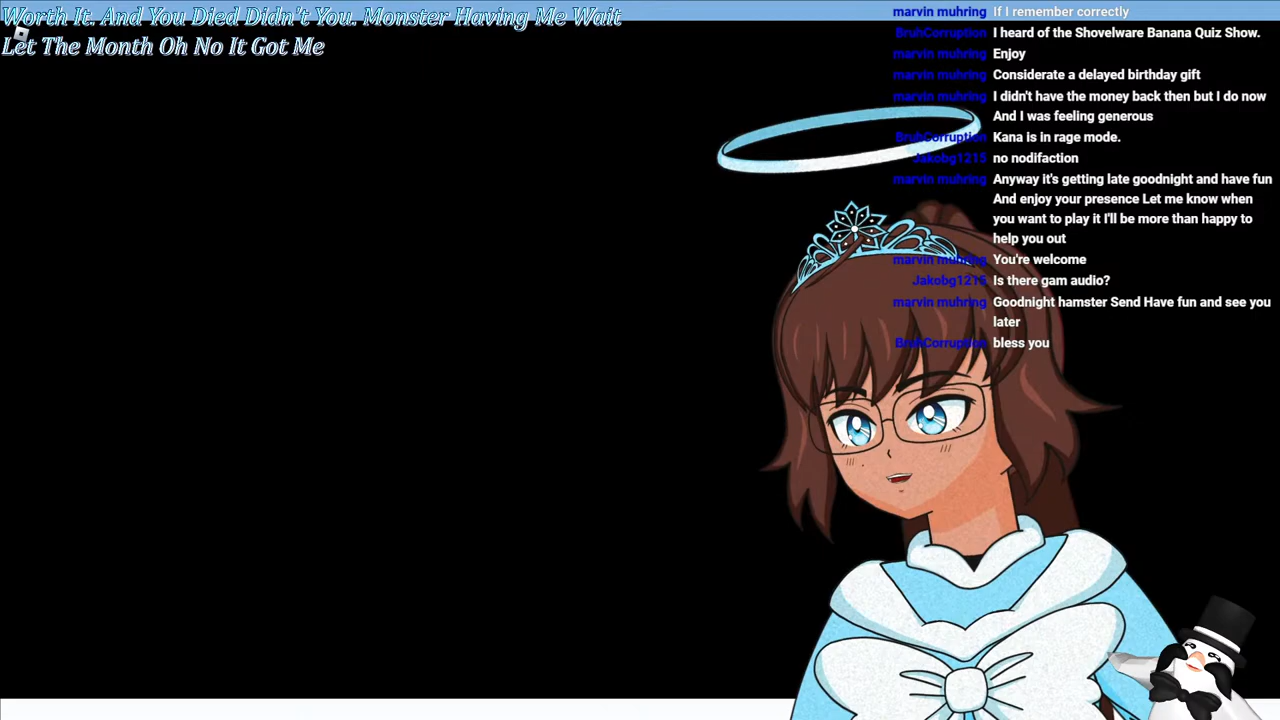 Worth It. And You Died Didn't You. Monster Having Me Wait
Let The Month Oh No It Got Me
marvin muhring If I remember correctly
BruhCorruption I heard of the Shovelware Banana Quiz Show.
marvin muhring Enjoy
marvin muhring Considerate a delayed birthday gift
marvin muhring I didn't have the money back then but I do now
And I was feeling generous
BruhCorruption Kana is in rage mode.
Jakobg1215 no nodifaction
marvin muhring Anyway it's getting late goodnight and have fun
And enjoy your presence Let me know when
you want to play it I'll be more than happy to
help you out
marvin muhring You're welcome
Jakobg1215 Is there gam audio?
marvin muhring Goodnight hamster Send Have fun and see you
later
BruhCorruption bless you